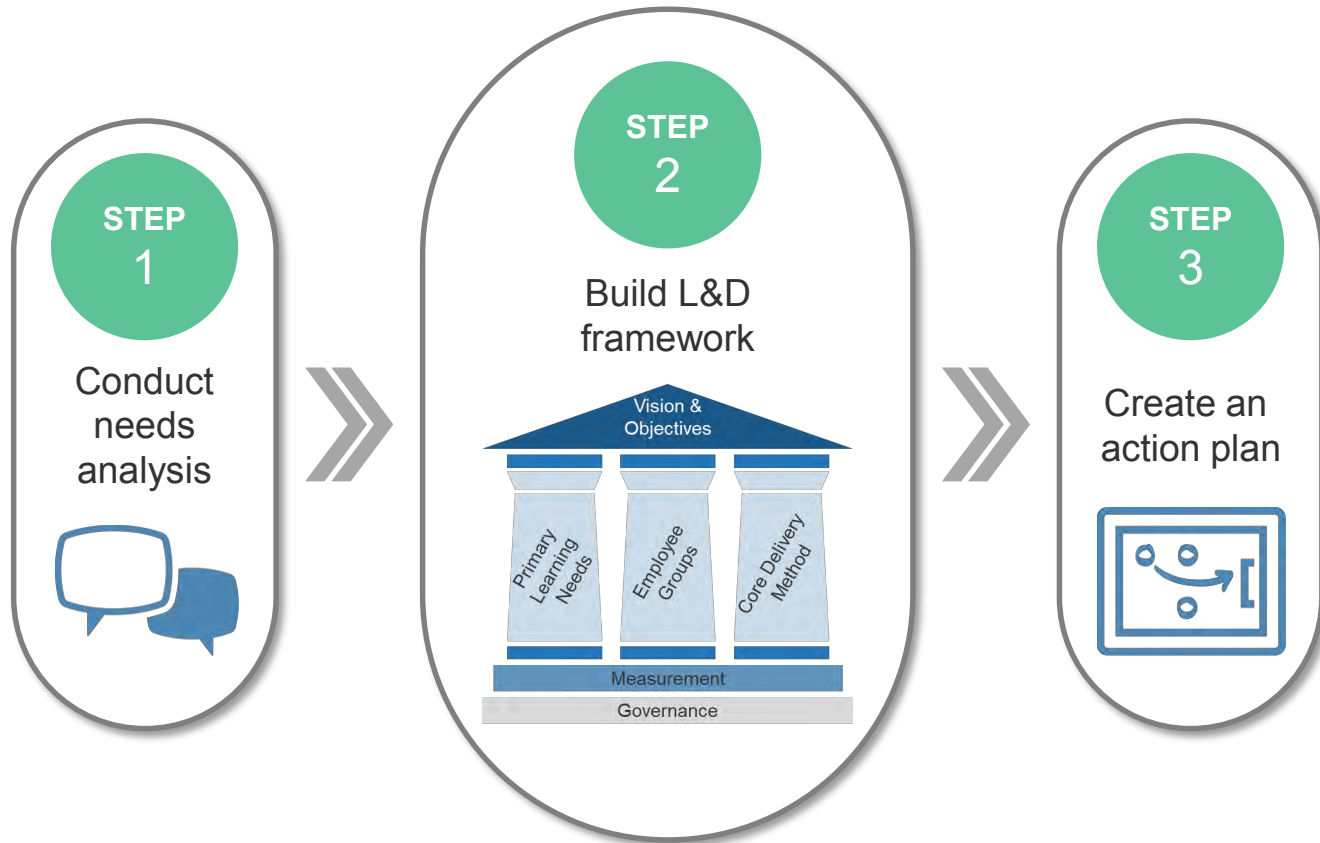 STEP
1
Conduct
needs
analysis
STEP
2
Build L&D
framework
Vision &
Objectives
Primary
Learning
Needs
Employee
Groups
Core Delivery
Method
Measurement
Governance
STEP
3
Create an
action plan